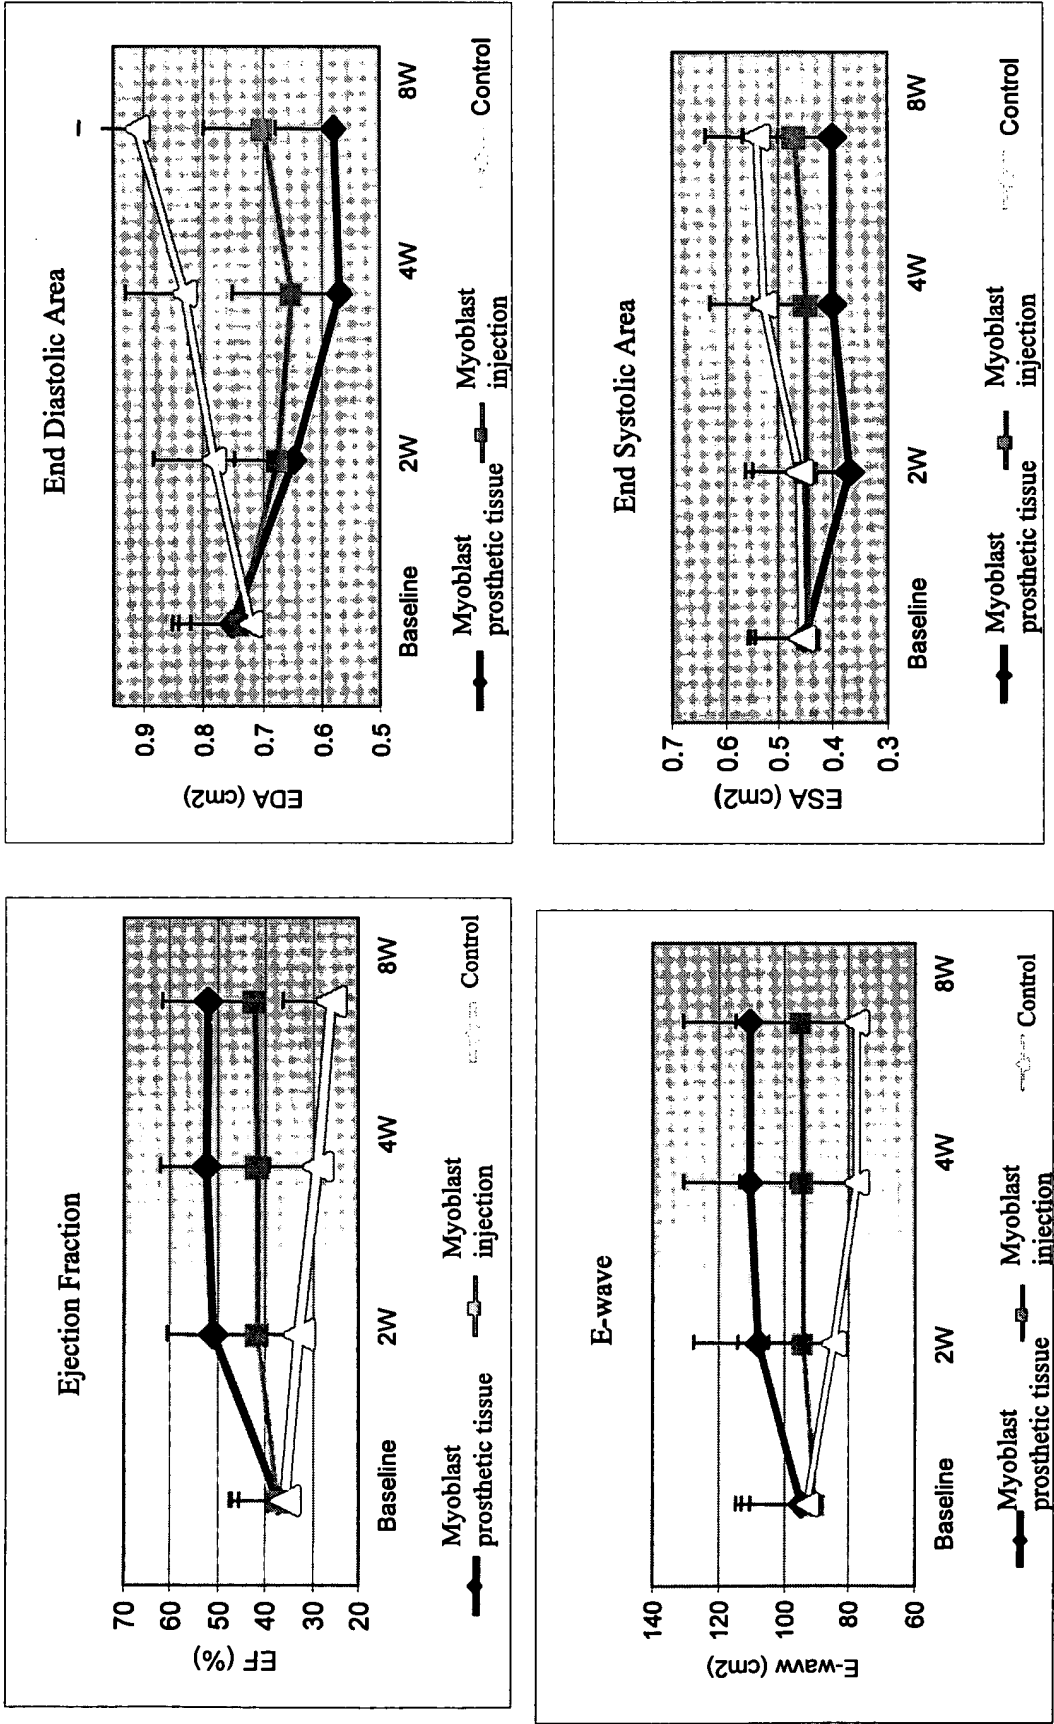 Ejection Fraction
70
60
50
40
30
20
EF (%)
Baseline
2W
4W
8W
Myoblast
prosthetic tissue
Myoblast
injection
Control
End Diastolic Area
0.9
0.8
0.7
0.6
0.5
EDA (cm2)
Baseline
2W
4W
8W
Myoblast
prosthetic tissue
Myoblast
injection
Control
E-wave
140
120
100
80
60
E-wavw (cm2)
Baseline
2W
4W
8W
Myoblast
prosthetic tissue
Myoblast
injection
Control
End Systolic Area
0.7
0.6
0.5
0.4
0.3
ESA (cm2)
Baseline
2W
4W
8W
Myoblast
prosthetic tissue
Myoblast
injection
Control